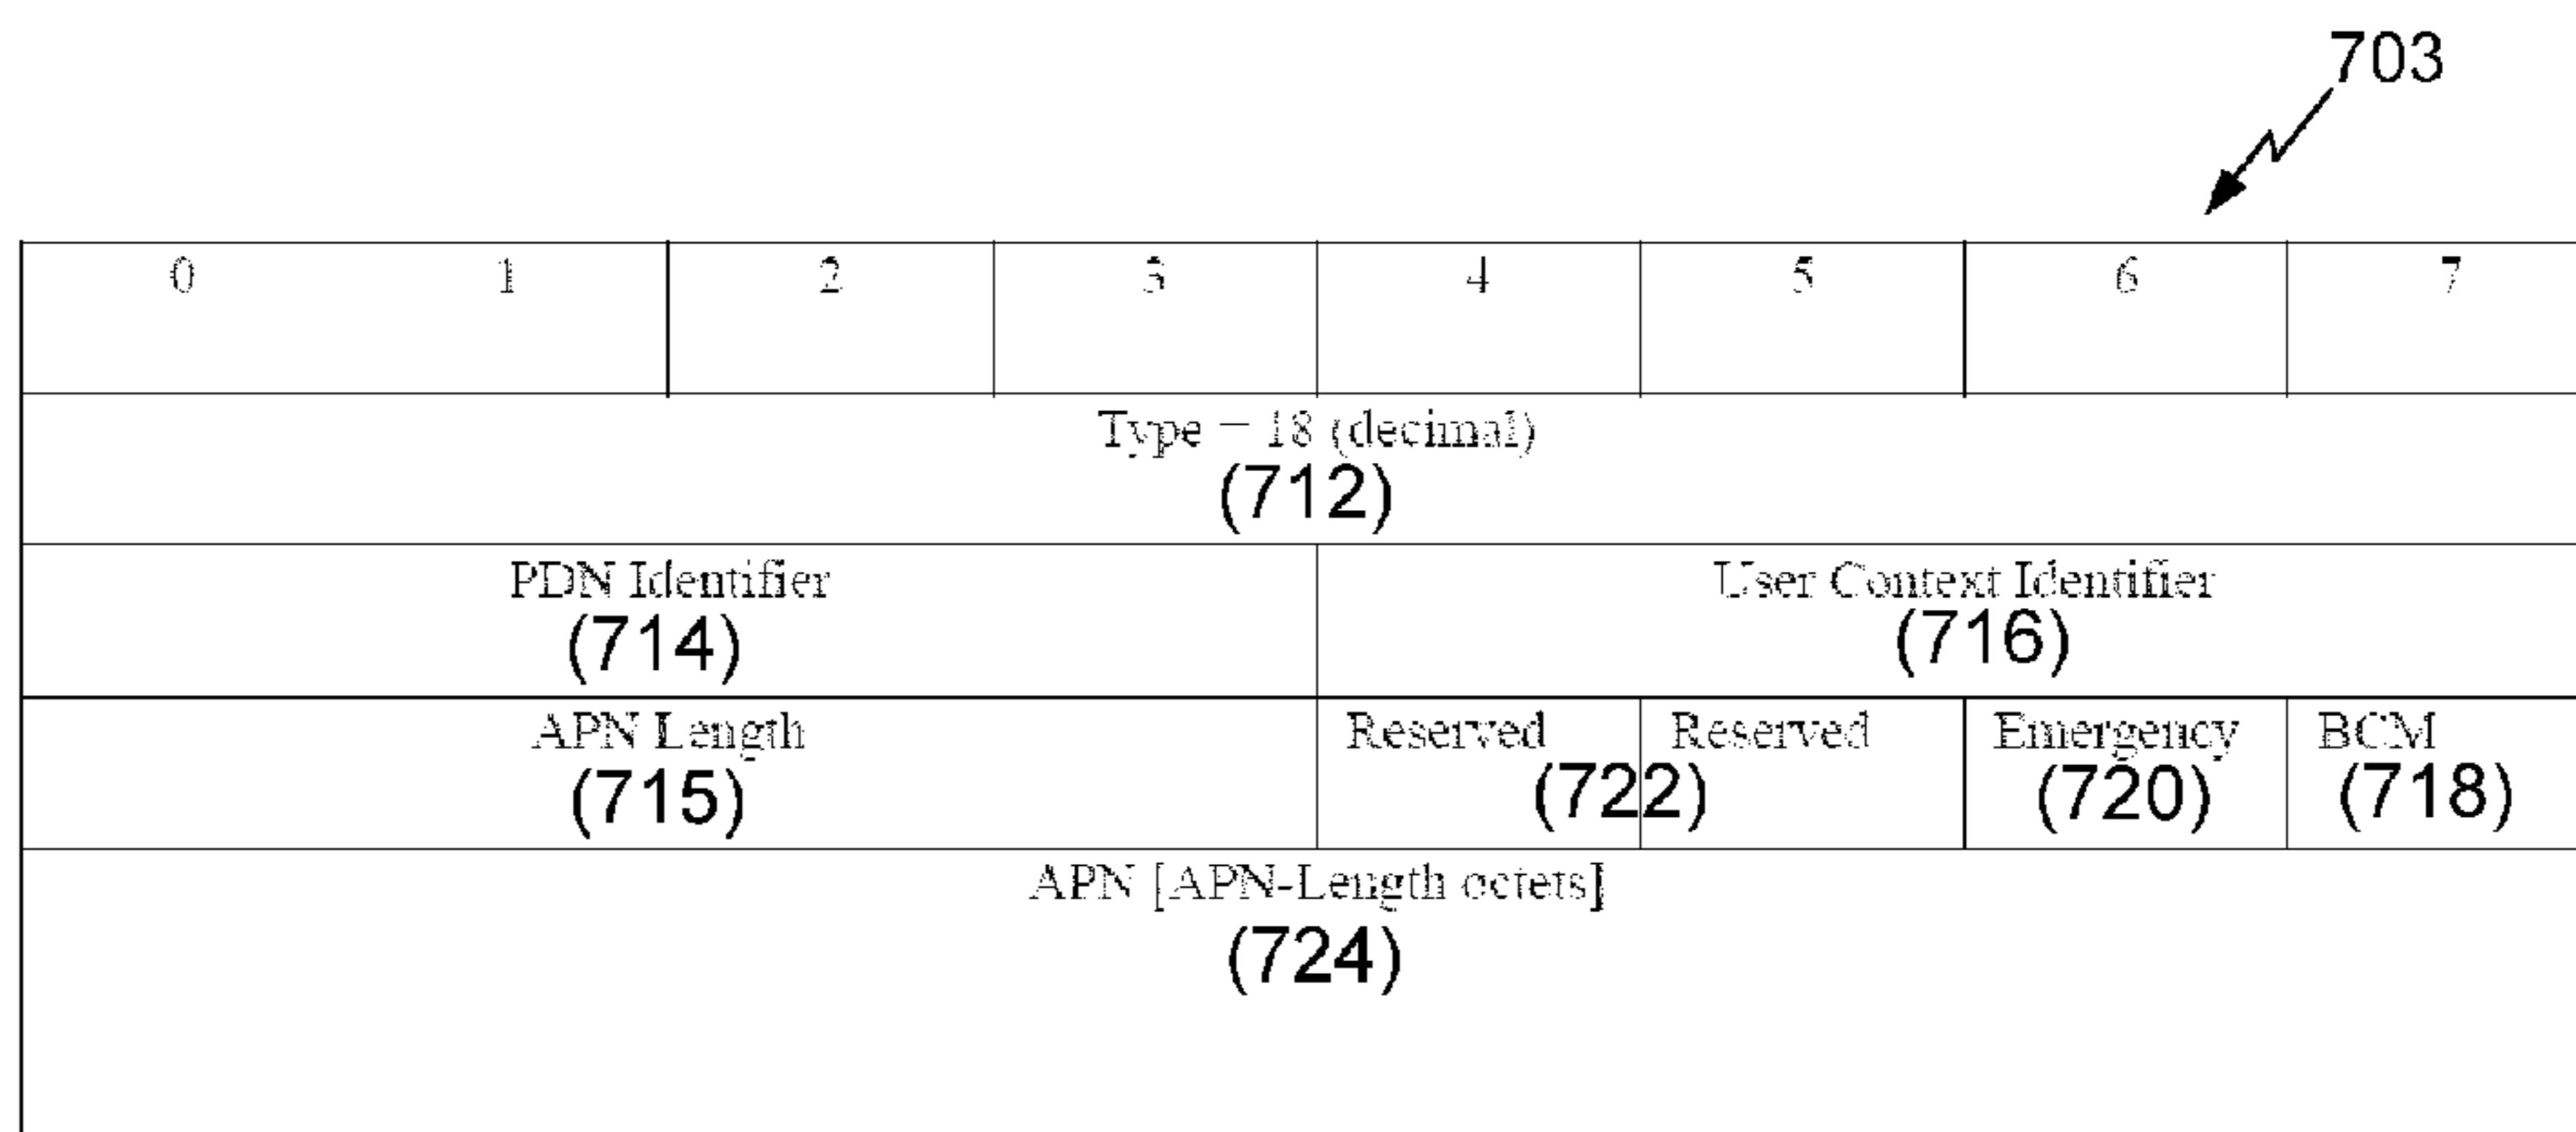 703
0 1 2 3 4 5 6 7
Type = 18 (decimal)
(712)
PDN Identifier User Context Identifier
(714) (716)
APN Length Reserved Reserved Emergency BCM
(715) (722) (720) (718)
APN [APN-Length octets]
(724)